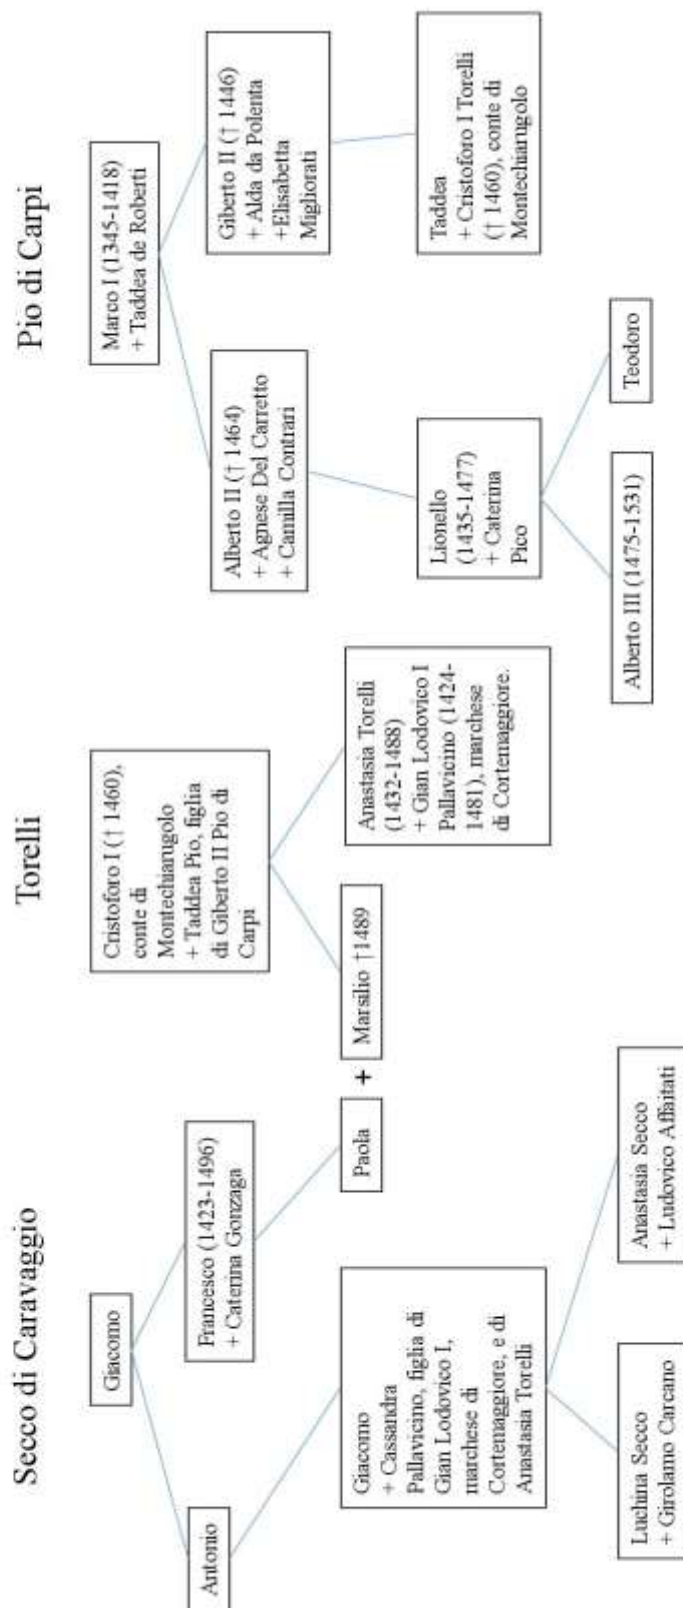 Secco di Caravaggio
Giacomo
Antonio
Francesco (1423-1496)
+ Caterina Gonzaga
Giacomo
+ Cassandra
Pallavicino, figlia di
Gian Lodovico I,
marchese di
Cortemaggiore, e di
Anastasia Torelli
Paola
+
Luchina Secco
+ Girolamo Carcano
Anastasia Secco
+ Ludovico Affaitati
Torelli
Cristoforo I († 1460),
conte di
Montechiarugolo
+ Taddea Pio, figlia
di Giberto II Pio di
Carpi
Marsilio †1489
Anastasia Torelli
(1432-1488)
+ Gian Lodovico I
Pallavicino (1424-
1481), marchese
di Cortemaggiore.
Pio di Carpi
Marco I (1345-1418)
+ Taddea de Roberti
Alberto II († 1464)
+ Agnese Del Carretto
+ Camilla Contrari
Giberto II († 1446)
+ Alda da Polenta
+Elisabetta
Migliorati
Lionello
(1435-1477)
+ Caterina
Pico
Taddea
+ Cristoforo I Torelli
(† 1460), conte di
Montechiarugolo
Alberto III (1475-1531)
Teodoro